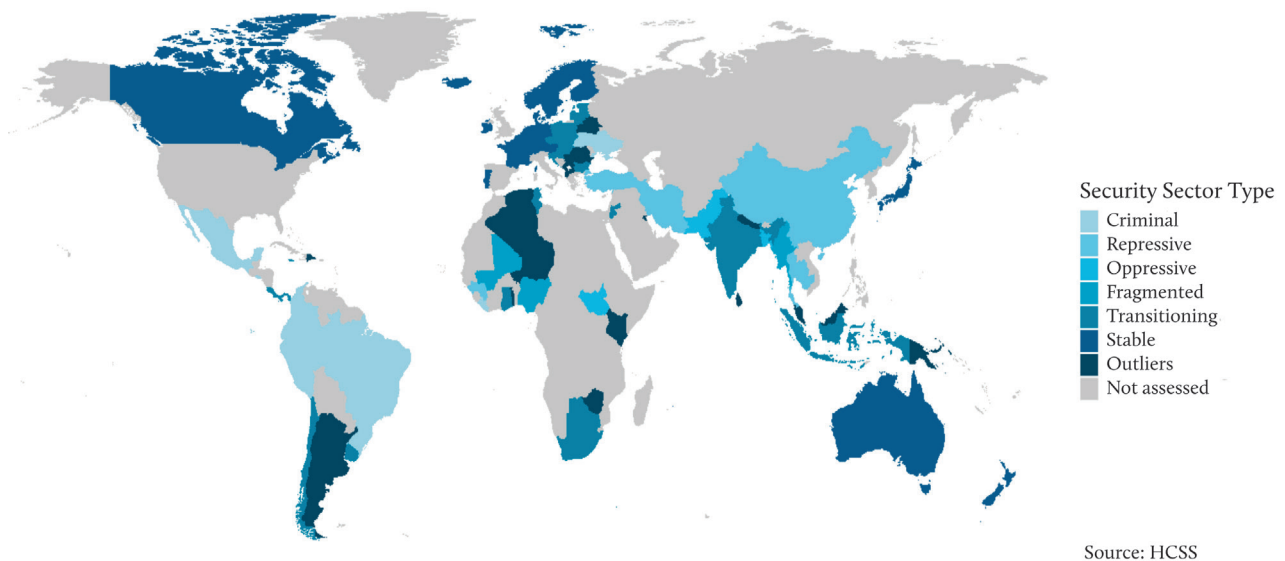 Security Sector Type
Criminal
Repressive
Oppressive
Fragmented
Transitioning
Stable
Outliers
Not assessed
Source: HCSS